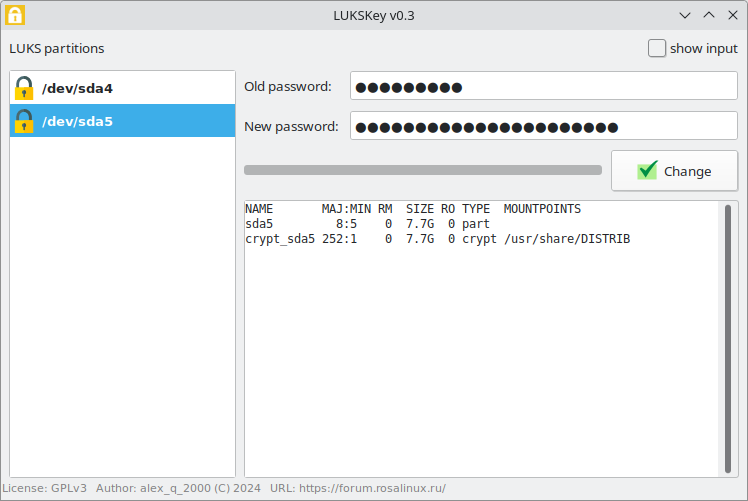 LUKSKey v0.3
LUKS partitions
show input
/dev/sda4
/dev/sda5
Old password: ●●●●●●●●●
New password: ●●●●●●●●●●●●●●●●●●●●●●
Change
NAME       MAJ:MIN RM  SIZE RO TYPE  MOUNTPOINTS
sda5         8:5    0  7.7G  0 part
crypt_sda5 252:1    0  7.7G  0 crypt /usr/share/DISTRIB
License: GPLv3   Author: alex_q_2000 (C) 2024   URL: https://forum.rosalinux.ru/